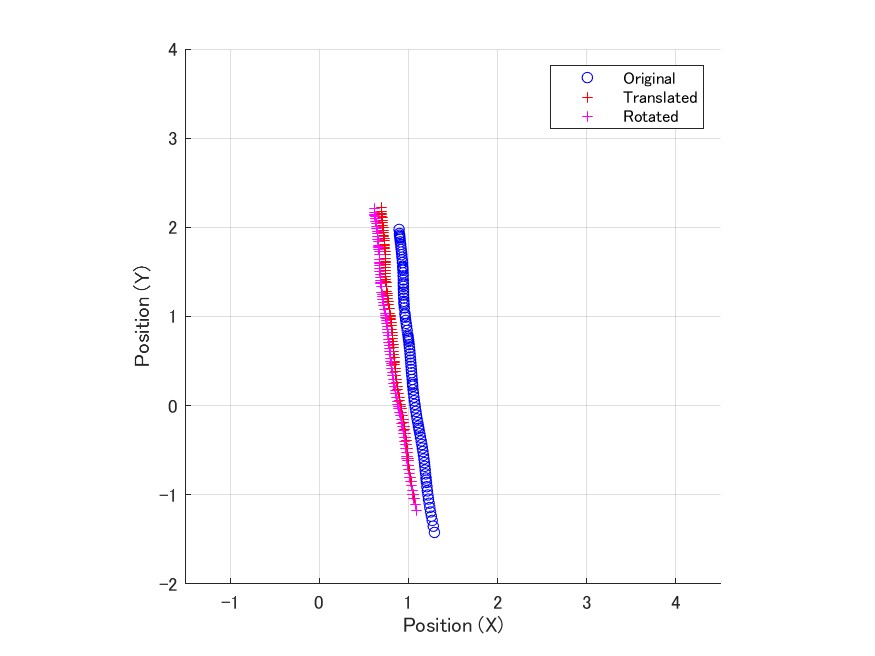 Original
Translated
Rotated
4
3
2
1
0
−1
−2
Position (Y)
−1 0 1 2 3 4
Position (X)